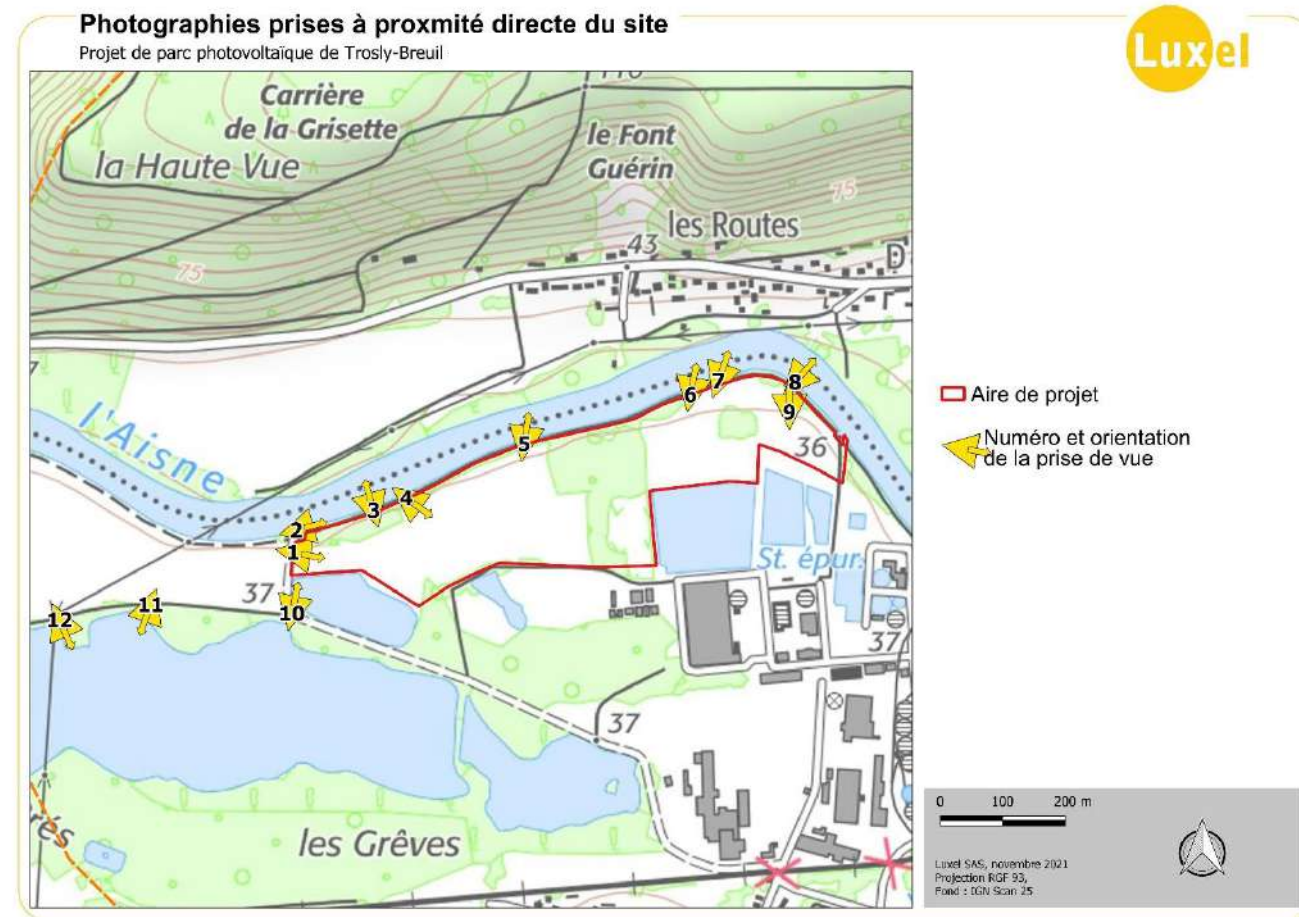 Photographies prises à proxmité directe du site
Projet de parc photovoltaïque de Trosly-Breuil
Luxel
Carrière
de la Grisette
la Haute Vue
le Font
Guérin
75
les Routes
75
43
D
l'Aisne
7
6
8
9
5
36
4
3
2
1
St. épur.
37
11
12
10
37
37
les Grêves
Aire de projet
Numéro et orientation
de la prise de vue
0 100 200 m
Luxel SAS, novembre 2021
Projection RGF 93,
Fond : IGN Scan 25